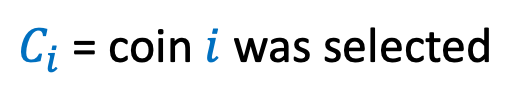 Cᵢ = coin i was selected